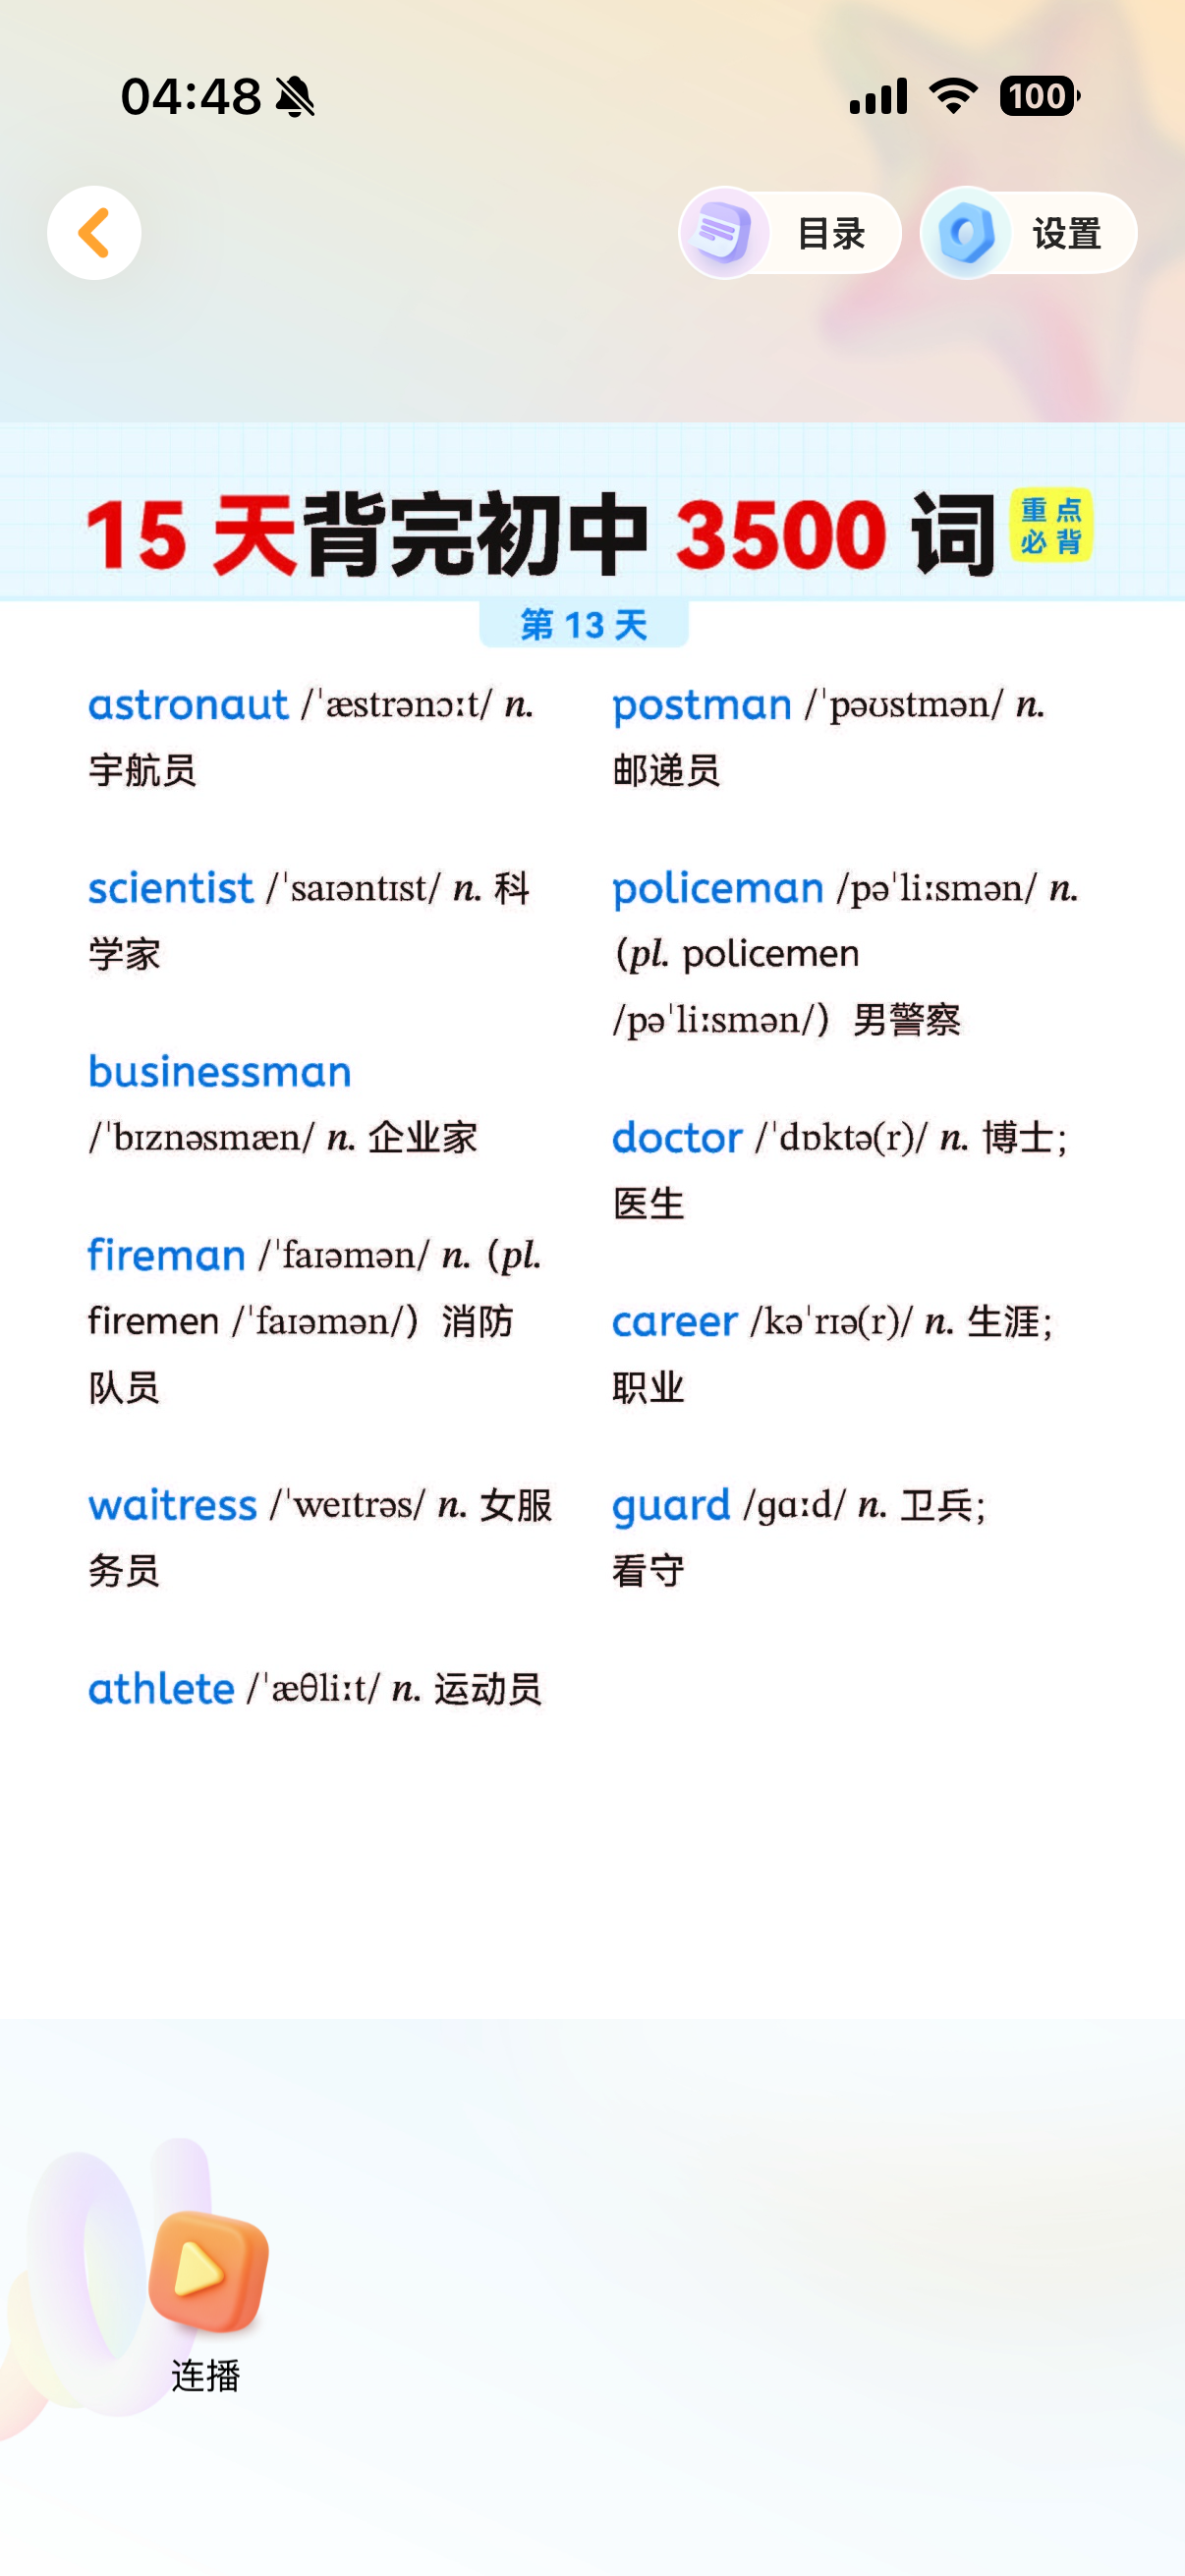 04:48
100
目录
设置
15 天背完初中 3500 词
重点
必背
第 13 天
astronaut /ˈæstrənɔːt/ n.
宇航员
scientist /ˈsaɪəntɪst/ n. 科
学家
businessman
/ˈbɪznəsmæn/ n. 企业家
fireman /ˈfaɪəmən/ n.（pl.
firemen /ˈfaɪəmən/）消防
队员
waitress /ˈweɪtrəs/ n. 女服
务员
athlete /ˈæθliːt/ n. 运动员
postman /ˈpəʊstmən/ n.
邮递员
policeman /pəˈliːsmən/ n.
（pl. policemen
/pəˈliːsmən/）男警察
doctor /ˈdɒktə(r)/ n. 博士；
医生
career /kəˈrɪə(r)/ n. 生涯；
职业
guard /ɡɑːd/ n. 卫兵；
看守
连播